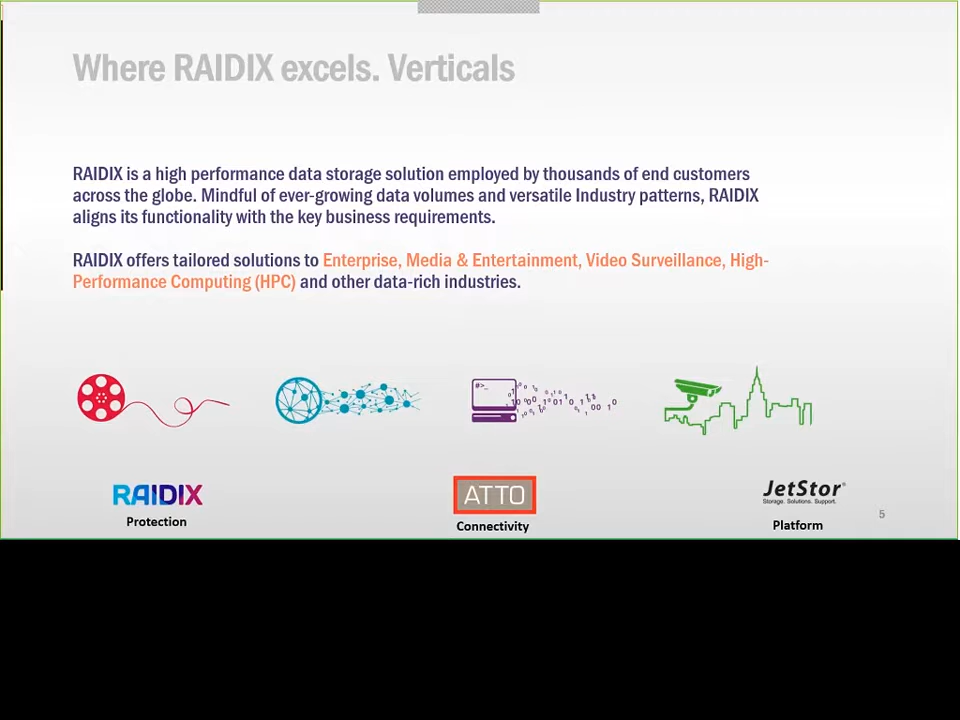 Where RAIDIX excels. Verticals
RAIDIX is a high performance data storage solution employed by thousands of end customers
across the globe. Mindful of ever-growing data volumes and versatile Industry patterns, RAIDIX
aligns its functionality with the key business requirements.
RAIDIX offers tailored solutions to Enterprise, Media & Entertainment, Video Surveillance, High-
Performance Computing (HPC) and other data-rich industries.
#>_
RAIDIX
Protection
ATTO
Connectivity
JetStor®
Storage. Solutions. Support.
Platform
5